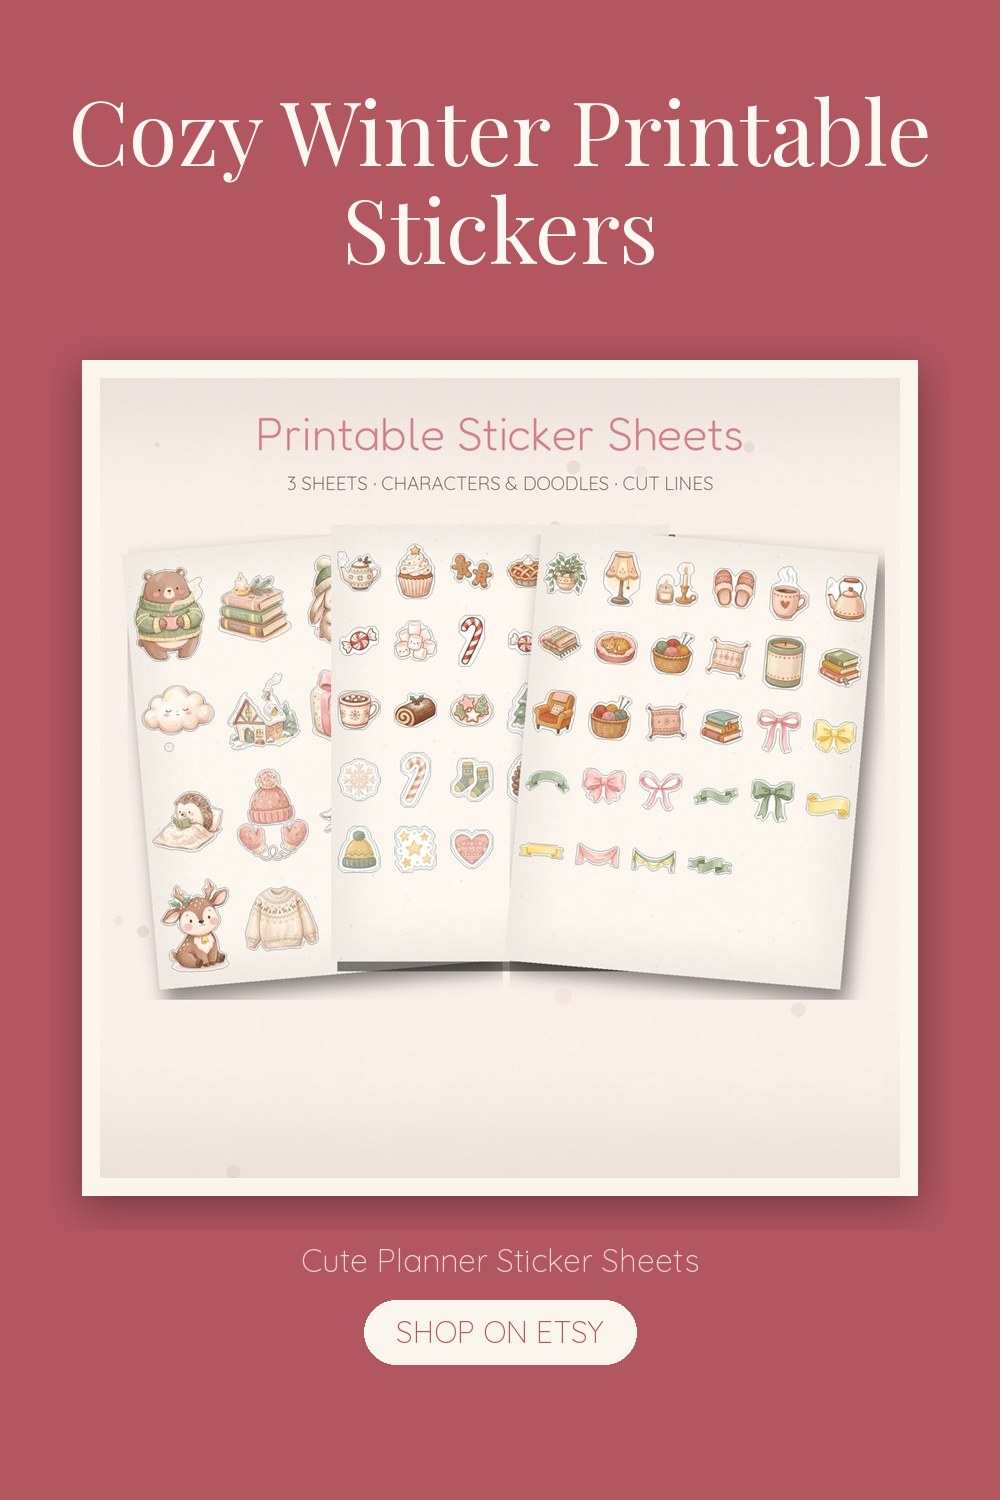 Cozy Winter Printable
Stickers
Printable Sticker Sheets
3 SHEETS · CHARACTERS & DOODLES · CUT LINES
Cute Planner Sticker Sheets
SHOP ON ETSY